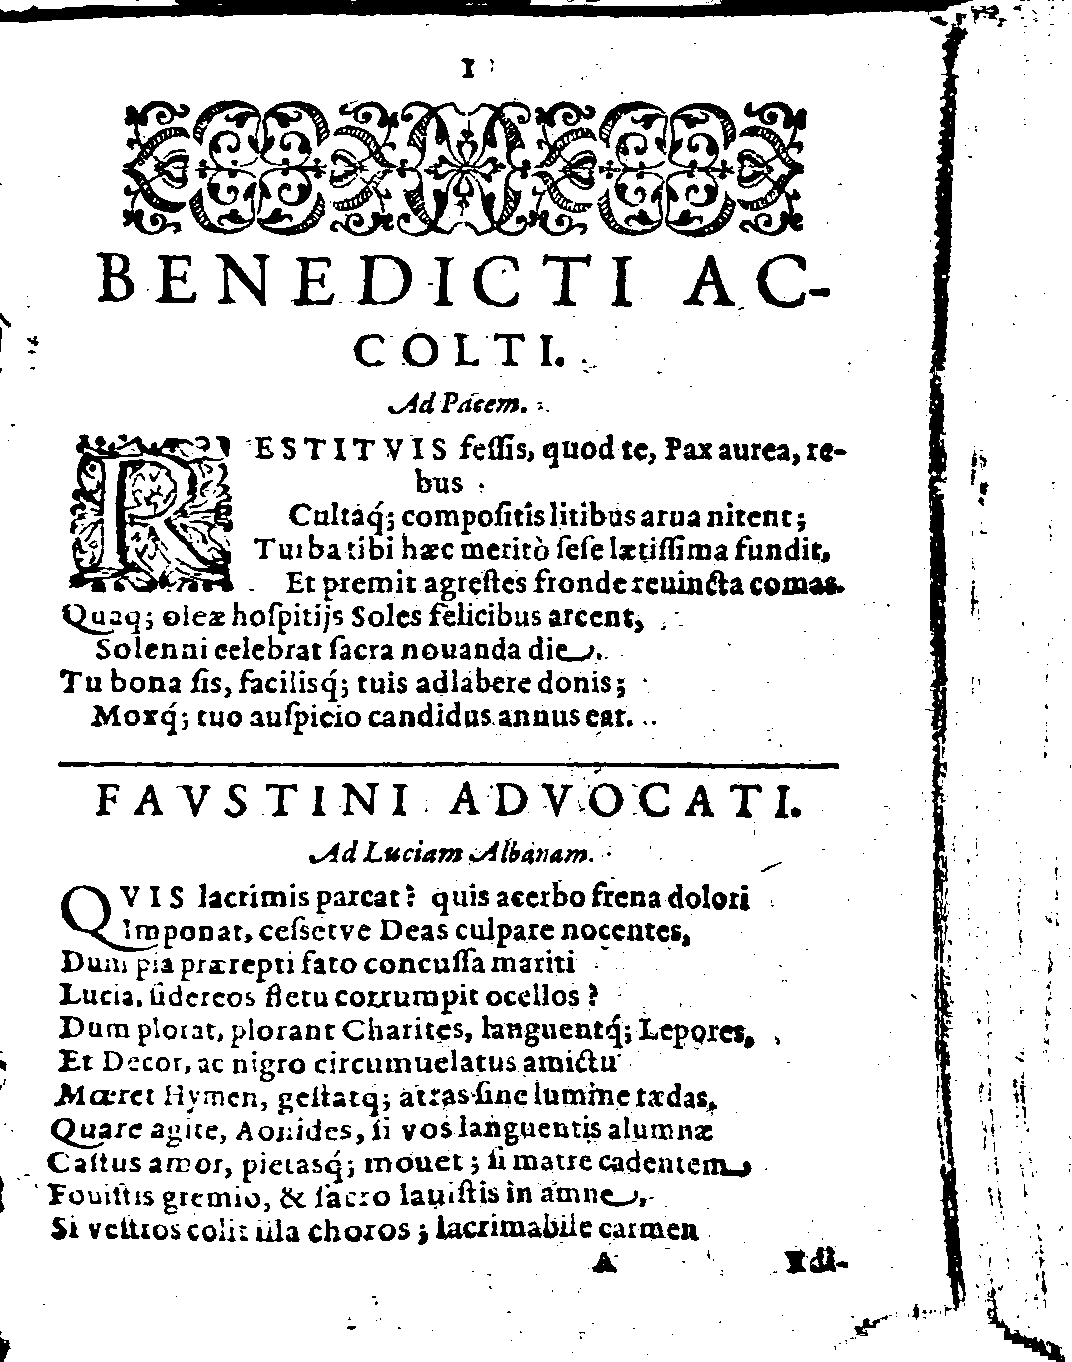 1
BENEDICTI AC-
COLTI.
Ad Pacem.
RESTITVIS feſſis, quod te, Pax aurea, re-
bus
Cultaq́; compoſitis litibus arua nitent;
Turba tibi hæc meritò ſeſe lætiſſima fundit,
Et premit agreſtes fronde reuincta comas.
Quaq; oleæ hoſpitijs Soles felicibus arcent,
Solenni celebrat ſacra nouanda die.
Tu bona ſis, facilisq́; tuis adlabere donis;
Moxq́; tuo auſpicio candidus annus eat.
FAVSTINI ADVOCATI.
Ad Luciam Albanam.
QVIS lacrimis parcat? quis acerbo frena dolori
Imponat, ceſsetve Deas culpare nocentes,
Dum pia prærepti fato concuſſa mariti
Lucia, ſidereos fletu corrumpit ocellos?
Dum plorat, plorant Charites, languentq́; Lepores,
Et Decor, ac nigro circumuelatus amictu
Mœret Hymen, geſtatq; atras ſine lumine tædas,
Quare agite, Aonides, ſi vos languentis alumnæ
Caſtus amor, pietasq́; mouet; ſi matre cadentem
Fouiſtis gremio, & ſacro lauiſtis in amne,
Si veſtros colit illa choros; lacrimabile carmen
A Edi-